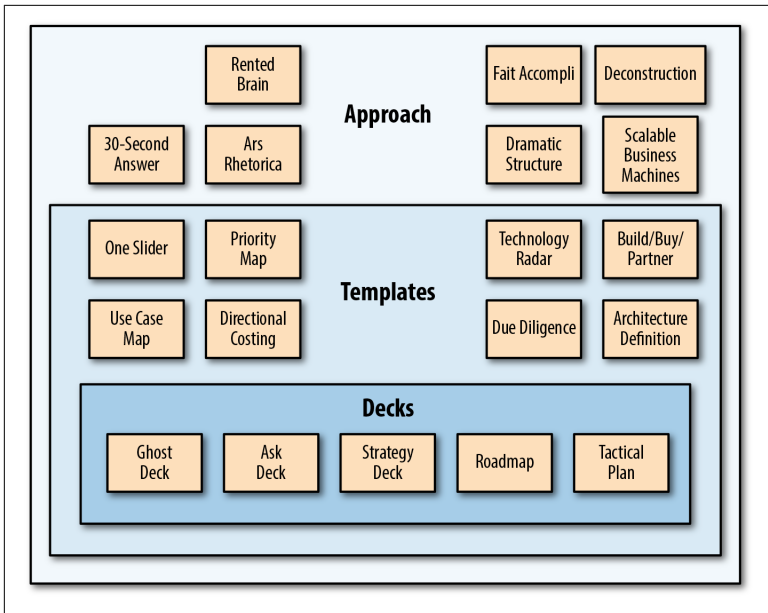 Rented
Brain
Fait Accompli
Deconstruction
Approach
30-Second
Answer
Ars
Rhetorica
Dramatic
Structure
Scalable
Business
Machines
One Slider
Priority
Map
Technology
Radar
Build/Buy/
Partner
Templates
Use Case
Map
Directional
Costing
Due Diligence
Architecture
Definition
Decks
Ghost
Deck
Ask
Deck
Strategy
Deck
Roadmap
Tactical
Plan